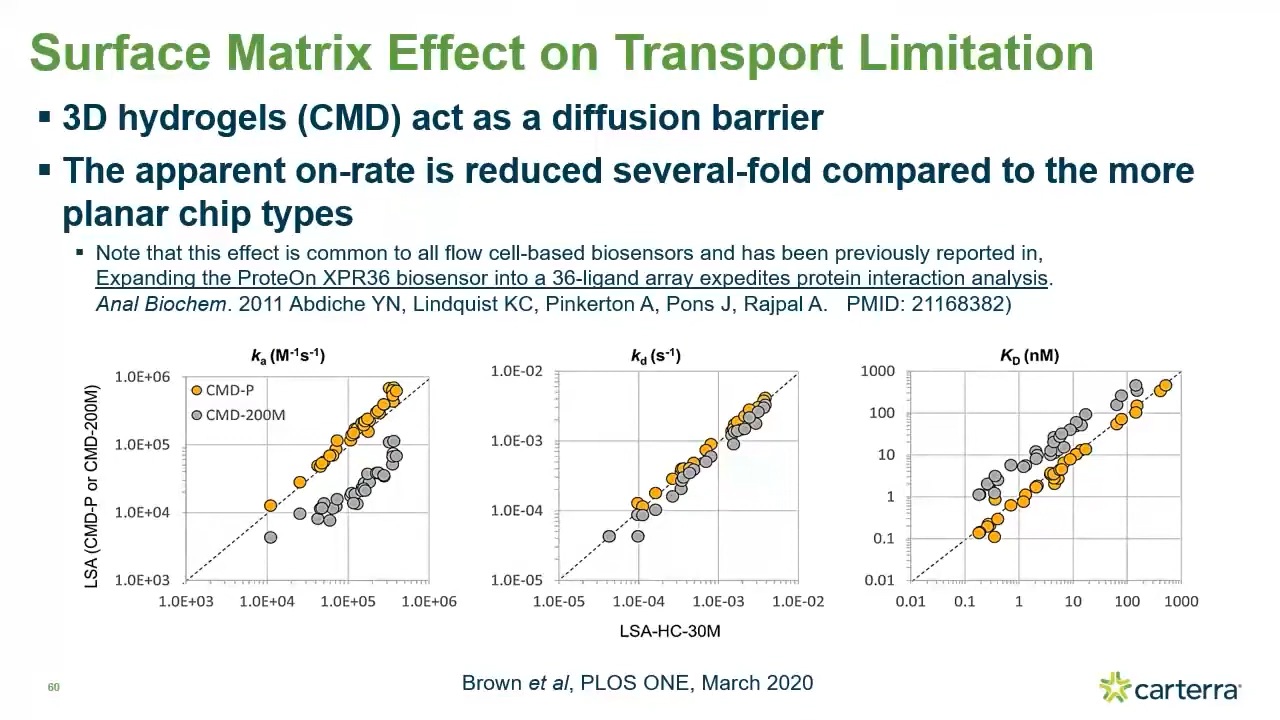 Surface Matrix Effect on Transport Limitation
▪ 3D hydrogels (CMD) act as a diffusion barrier
▪ The apparent on-rate is reduced several-fold compared to the more
planar chip types
▪ Note that this effect is common to all flow cell-based biosensors and has been previously reported in,
Expanding the ProteOn XPR36 biosensor into a 36-ligand array expedites protein interaction analysis.
Anal Biochem. 2011 Abdiche YN, Lindquist KC, Pinkerton A, Pons J, Rajpal A. PMID: 21168382)
kₐ (M⁻¹s⁻¹)
LSA (CMD-P or CMD-200M)
1.0E+06
1.0E+05
1.0E+04
1.0E+03
CMD-P
CMD-200M
1.0E+03 1.0E+04 1.0E+05 1.0E+06
k_d (s⁻¹)
1.0E-02
1.0E-03
1.0E-04
1.0E-05
1.0E-05 1.0E-04 1.0E-03 1.0E-02
LSA-HC-30M
K_D (nM)
1000
100
10
1
0.1
0.01
0.01 0.1 1 10 100 1000
60
Brown et al, PLOS ONE, March 2020
carterra